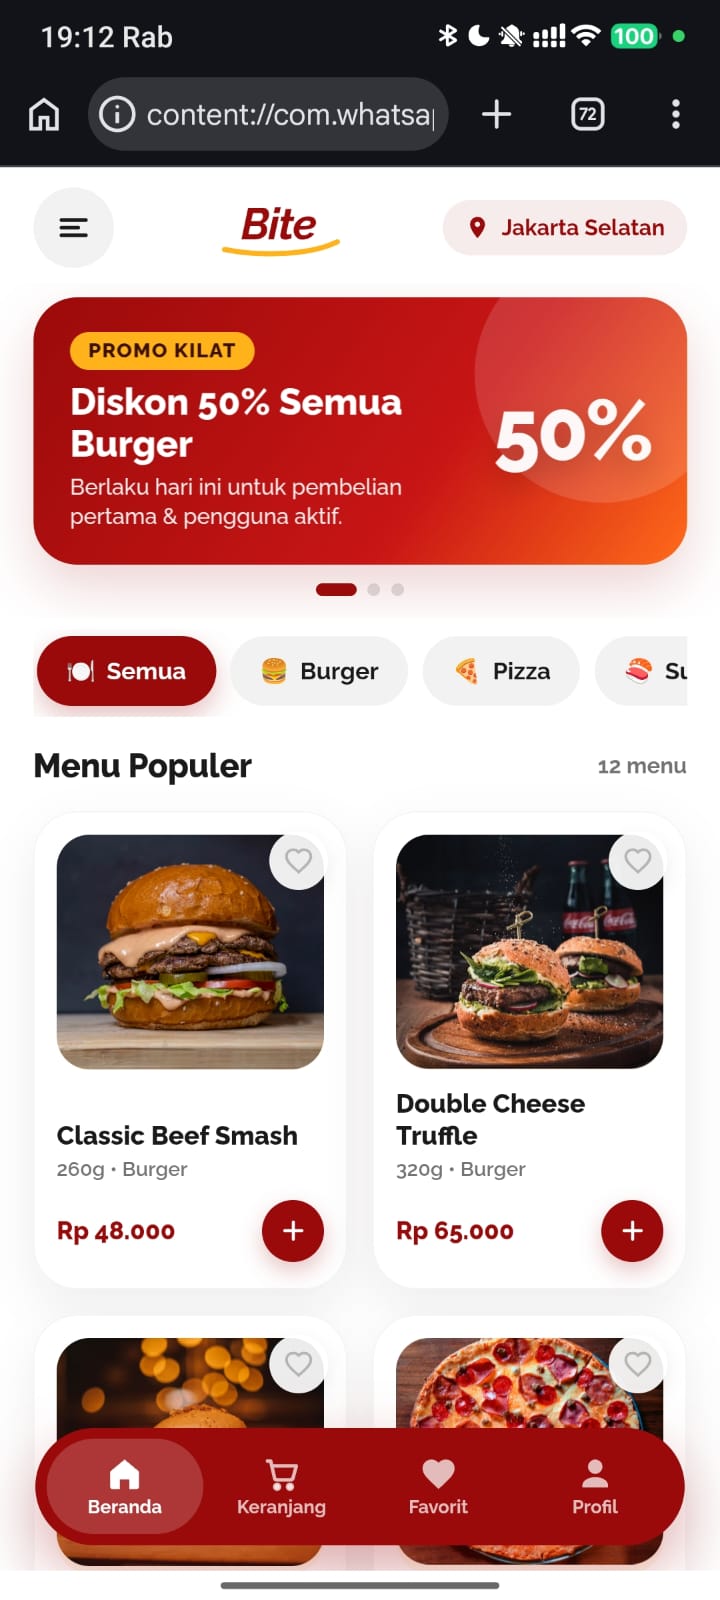 19:12 Rab
100
content://com.whatsa
72
Bite
Jakarta Selatan
PROMO KILAT
Diskon 50% Semua
Burger
Berlaku hari ini untuk pembelian
pertama & pengguna aktif.
50%
Semua
Burger
Pizza
Su
Menu Populer
12 menu
Classic Beef Smash
260g • Burger
Rp 48.000
Double Cheese
Truffle
320g • Burger
Rp 65.000
Beranda
Keranjang
Favorit
Profil